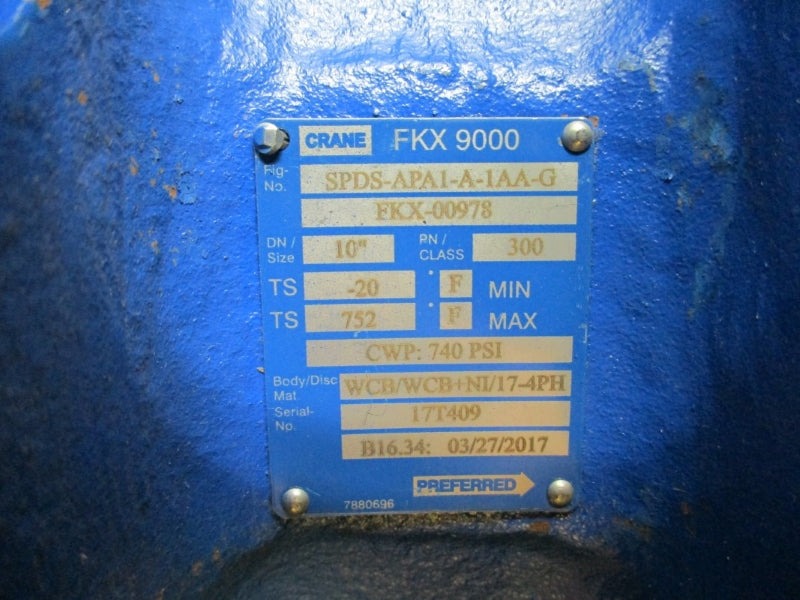 CRANE FKX 9000
Fig-
No. SPDS-APA1-A-1AA-G
FKX-00978
DN /
Size 10" PN /
CLASS 300
TS -20 °F MIN
TS 752 °F MAX
CWP: 740 PSI
Body/Disc
Mat. WCB/WCB+NI/17-4PH
Serial-
No. 17T409
B16.34: 03/27/2017
PREFERRED
7880696